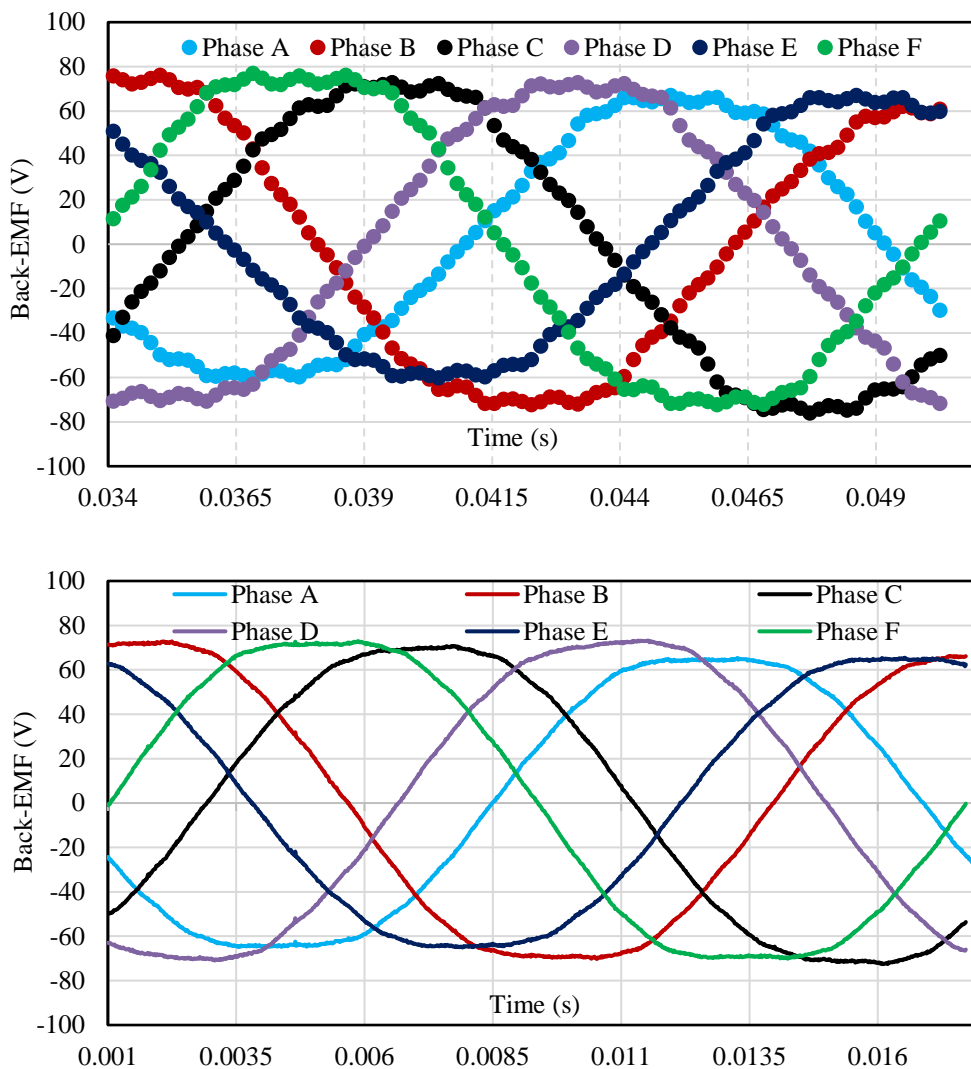 100
80
60
40
20
0
-20
-40
-60
-80
-100
Back-EMF (V)
Phase A Phase B Phase C Phase D Phase E Phase F
Time (s)
0.034 0.0365 0.039 0.0415 0.044 0.0465 0.049
100
80
60
40
20
0
-20
-40
-60
-80
-100
Back-EMF (V)
Phase A Phase B Phase C
Phase D Phase E Phase F
Time (s)
0.001 0.0035 0.006 0.0085 0.011 0.0135 0.016